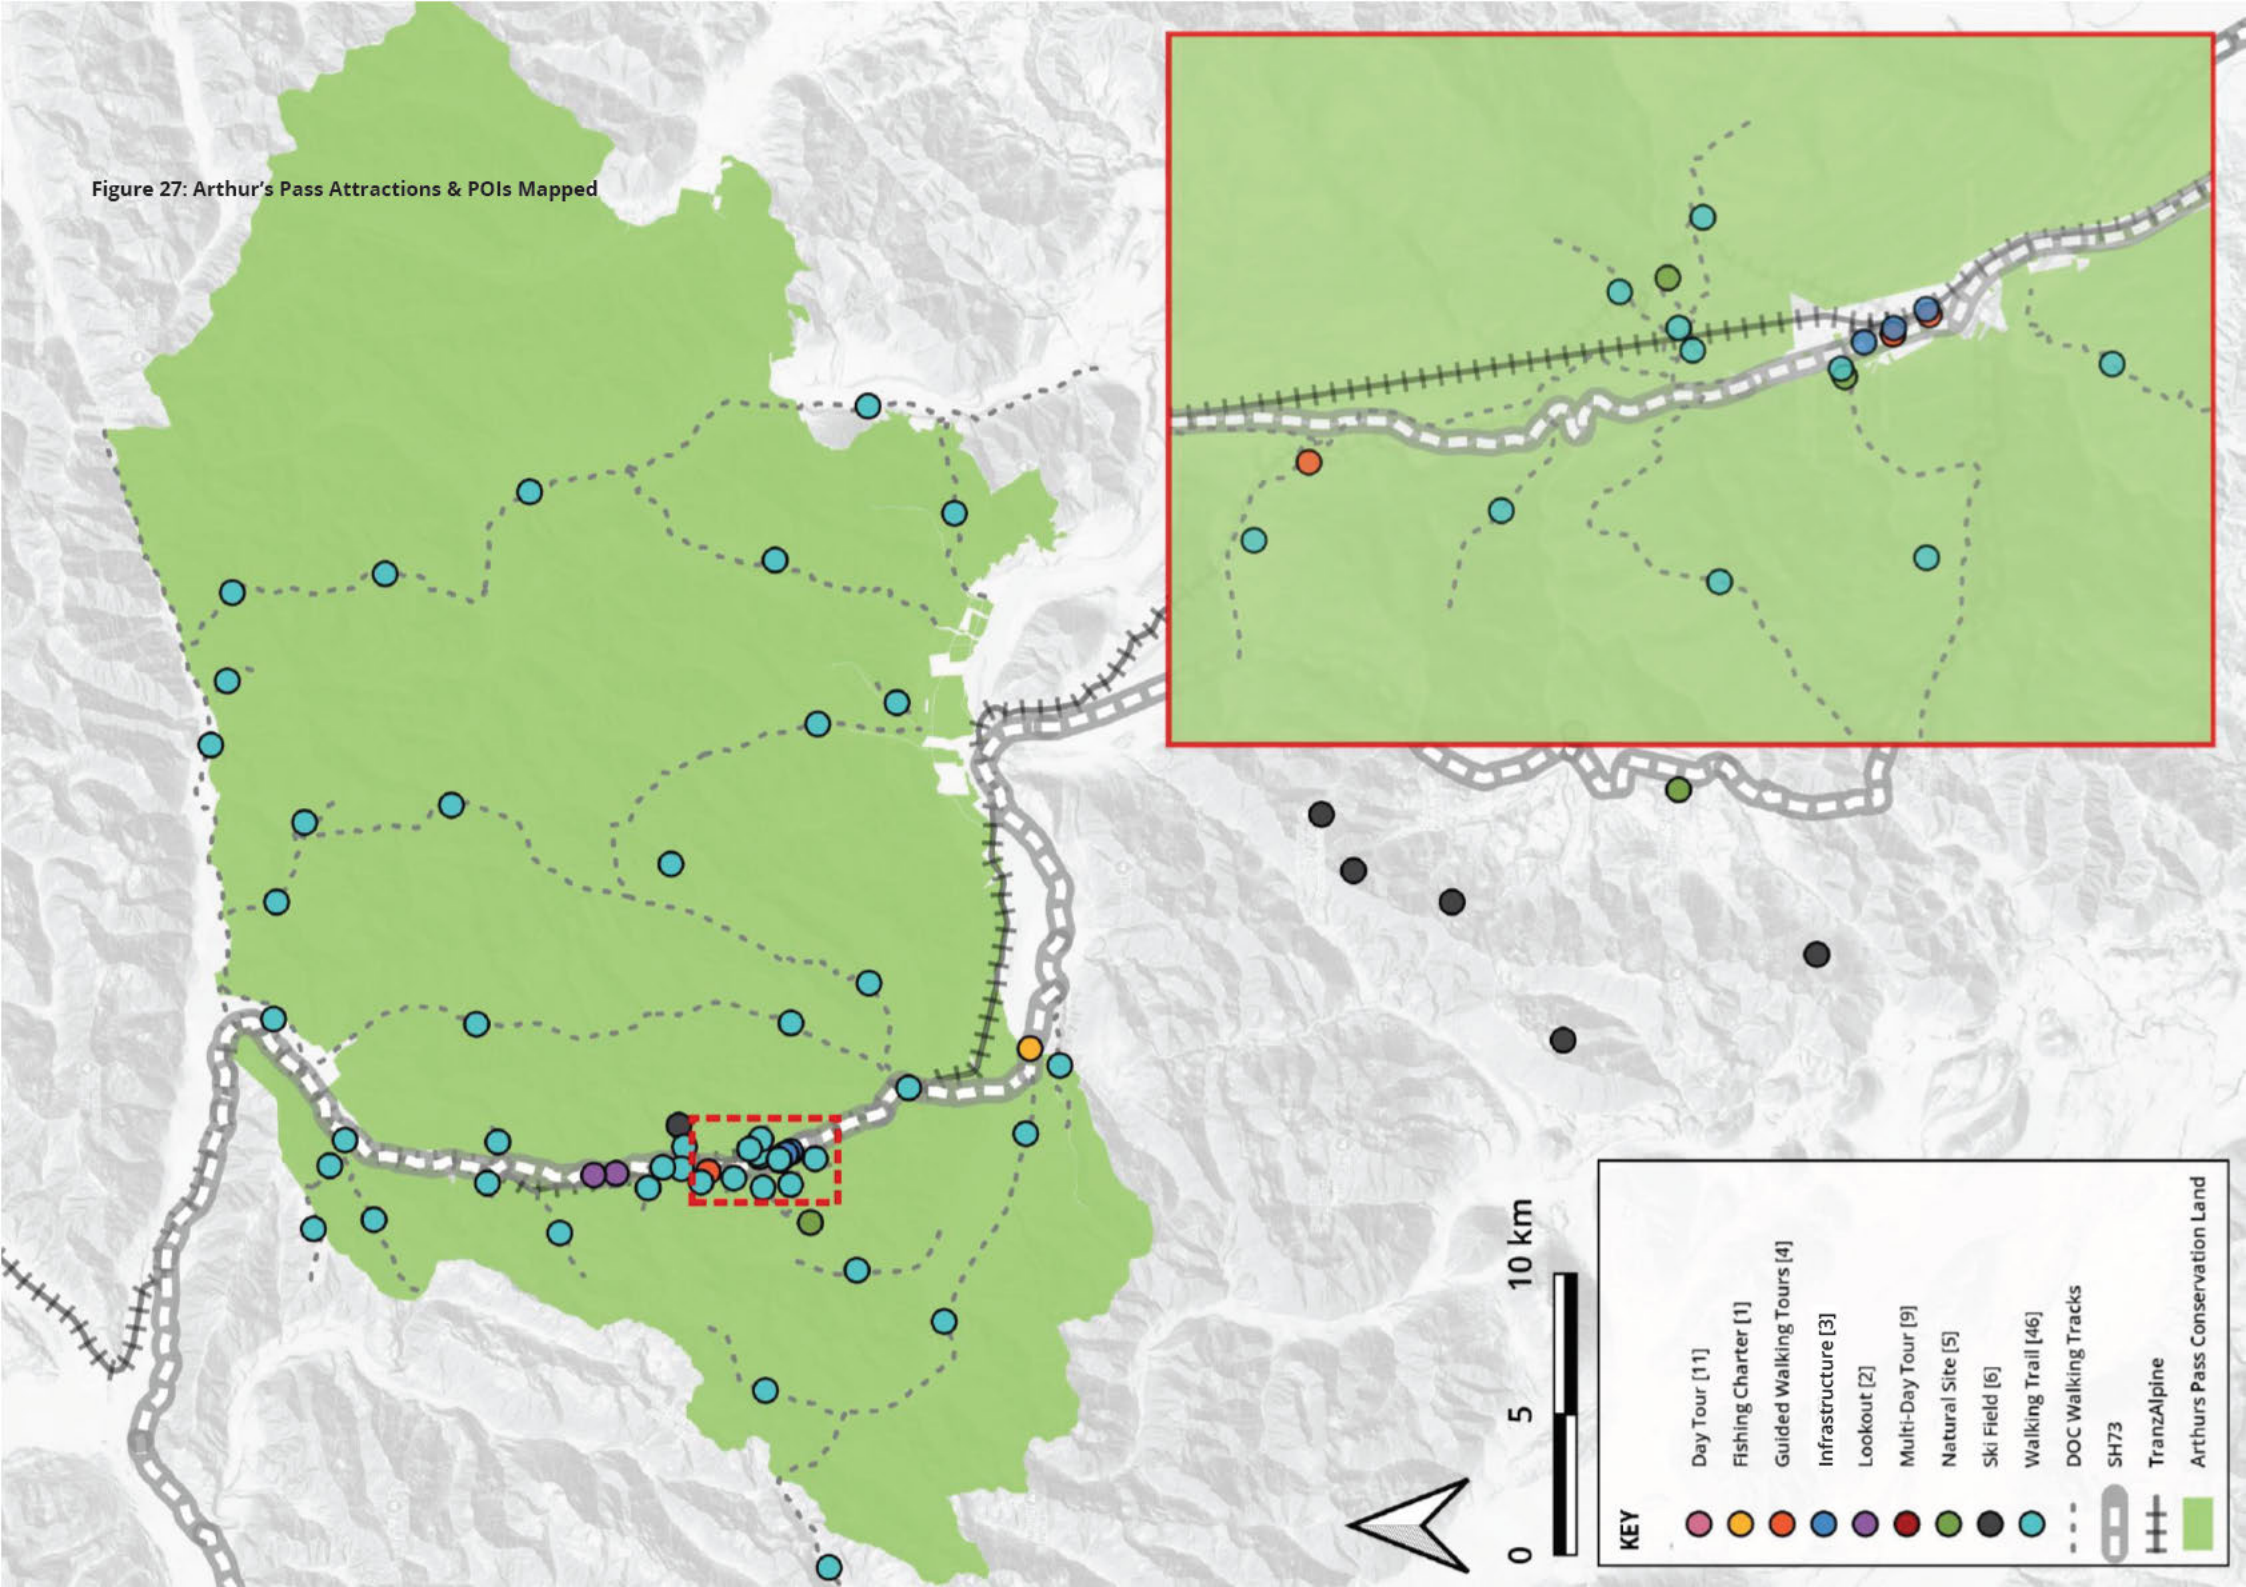 Figure 27: Arthur's Pass Attractions & POIs Mapped
0 5 10 km
KEY
Day Tour [11]
Fishing Charter [1]
Guided Walking Tours [4]
Infrastructure [3]
Lookout [2]
Multi-Day Tour [9]
Natural Site [5]
Ski Field [6]
Walking Trail [46]
DOC Walking Tracks
SH73
TranzAlpine
Arthurs Pass Conservation Land